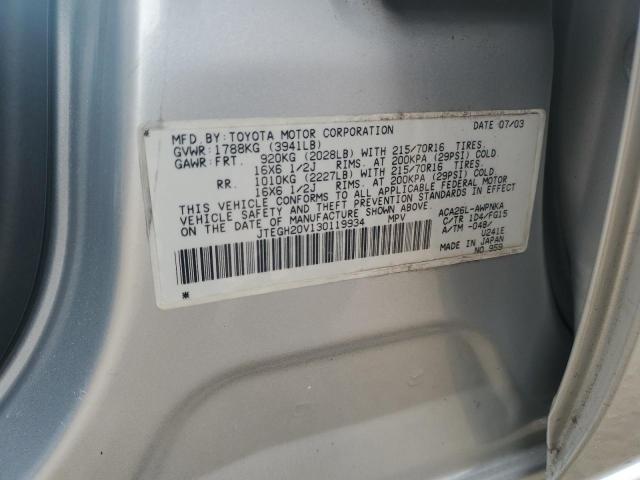 MFD BY: TOYOTA MOTOR CORPORATION DATE 07/03
GVWR: 1788KG (3941LB)
GAWR: FRT. 920KG (2028LB) WITH 215/70R16 TIRES.
16X6 1/2J RIMS. AT 200KPA (29PSI) COLD
RR. 1010KG (2227LB) WITH 215/70R16 TIRES.
16X6 1/2J RIMS. AT 200KPA (29PSI) COLD
THIS VEHICLE CONFORMS TO ALL APPLICABLE FEDERAL MOTOR
VEHICLE SAFETY STANDARDS IN EFFECT
ON THE DATE OF MANUFACTURE SHOWN ABOVE.
JTEGH20V130119934 MPV
ACA26L-AWPNKA
C/TR 1D4/FG15
A/TM -048/
U241E
MADE IN JAPAN
NO.959